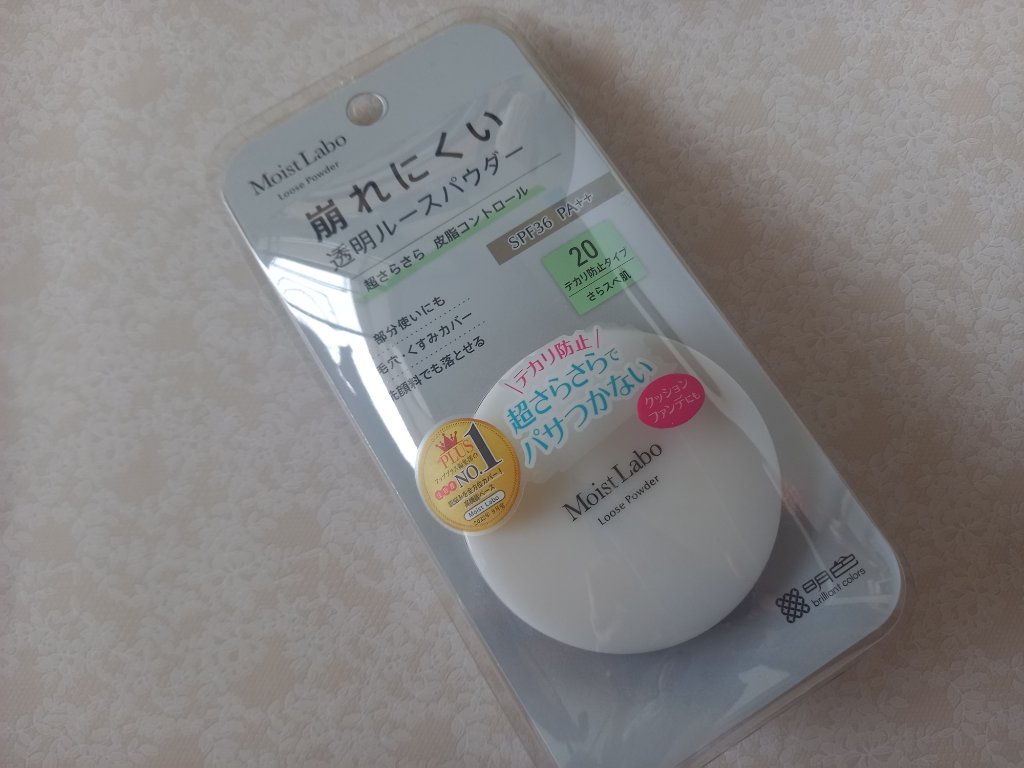 Moist Labo
Loose Powder
崩れにくい
透明ルースパウダー
超さらさら 皮脂コントロール
SPF36 PA++
20
テカリ防止タイプ
さらスベ肌
部分使いにも
毛穴・くすみカバー
洗顔料でも落とせる
テカリ防止
超さらさらで
パサつかない
クッション
ファンデにも
PLUS
NO.1
Moist Labo
Moist Labo
Loose Powder
明色
brilliant colors